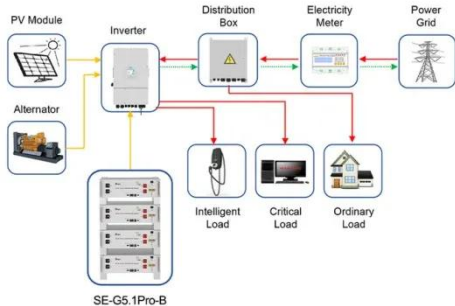 PV Module
Inverter
Distribution
Box
Electricity
Meter
Power
Grid
Alternator
Intelligent
Load
Critical
Load
Ordinary
Load
SE-G5.1Pro-B